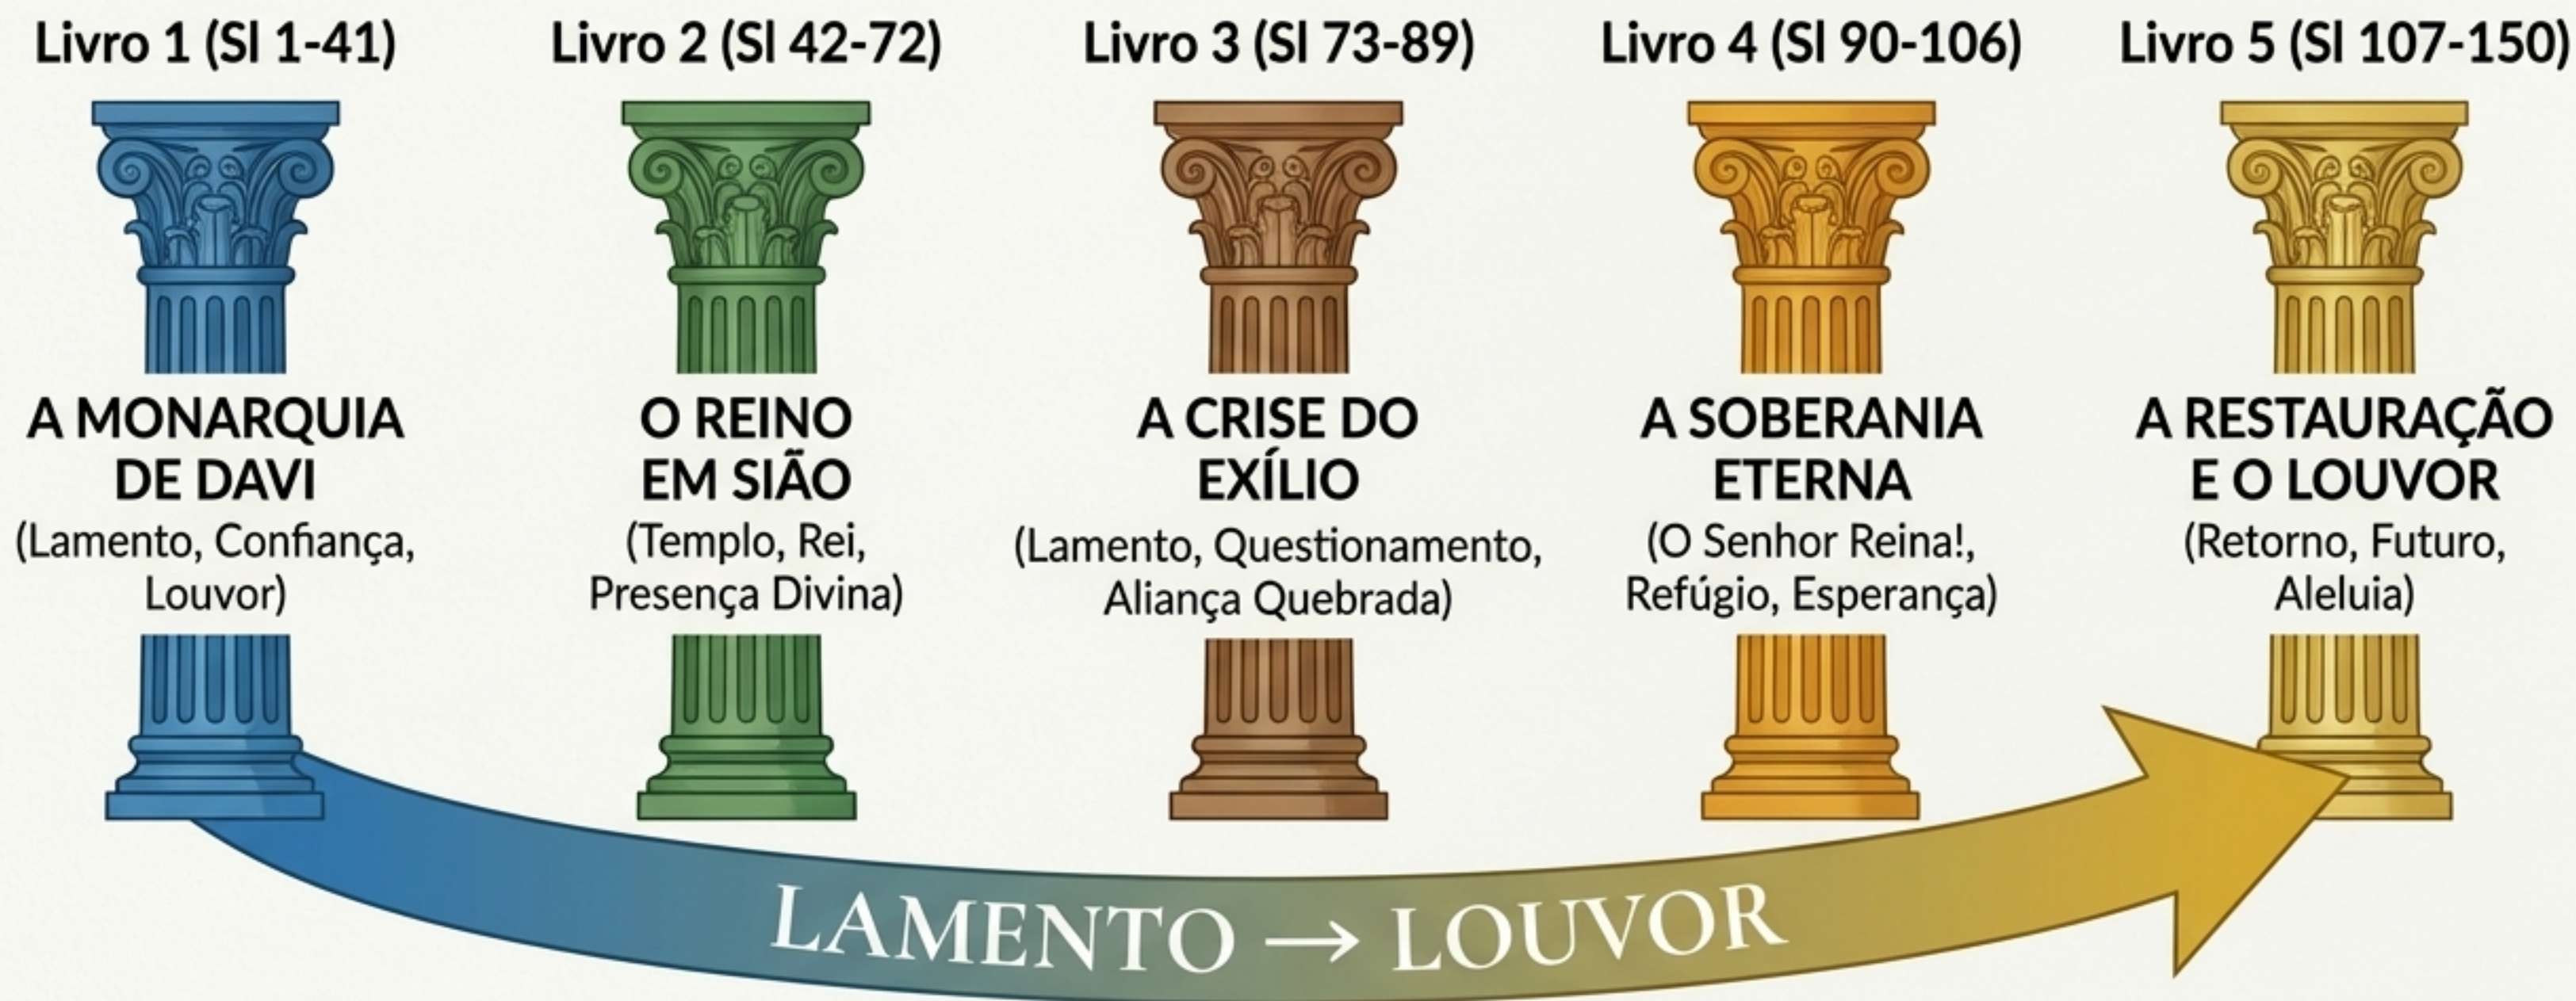 Livro 1 (Sl 1-41)
A MONARQUIA
DE DAVI
(Lamento, Confiança,
Louvor)
Livro 2 (Sl 42-72)
O REINO
EM SIÃO
(Templo, Rei,
Presença Divina)
Livro 3 (Sl 73-89)
A CRISE DO
EXÍLIO
(Lamento, Questionamento,
Aliança Quebrada)
Livro 4 (Sl 90-106)
A SOBERANIA
ETERNA
(O Senhor Reina!,
Refúgio, Esperança)
Livro 5 (Sl 107-150)
A RESTAURAÇÃO
E O LOUVOR
(Retorno, Futuro,
Aleluia)
LAMENTO → LOUVOR